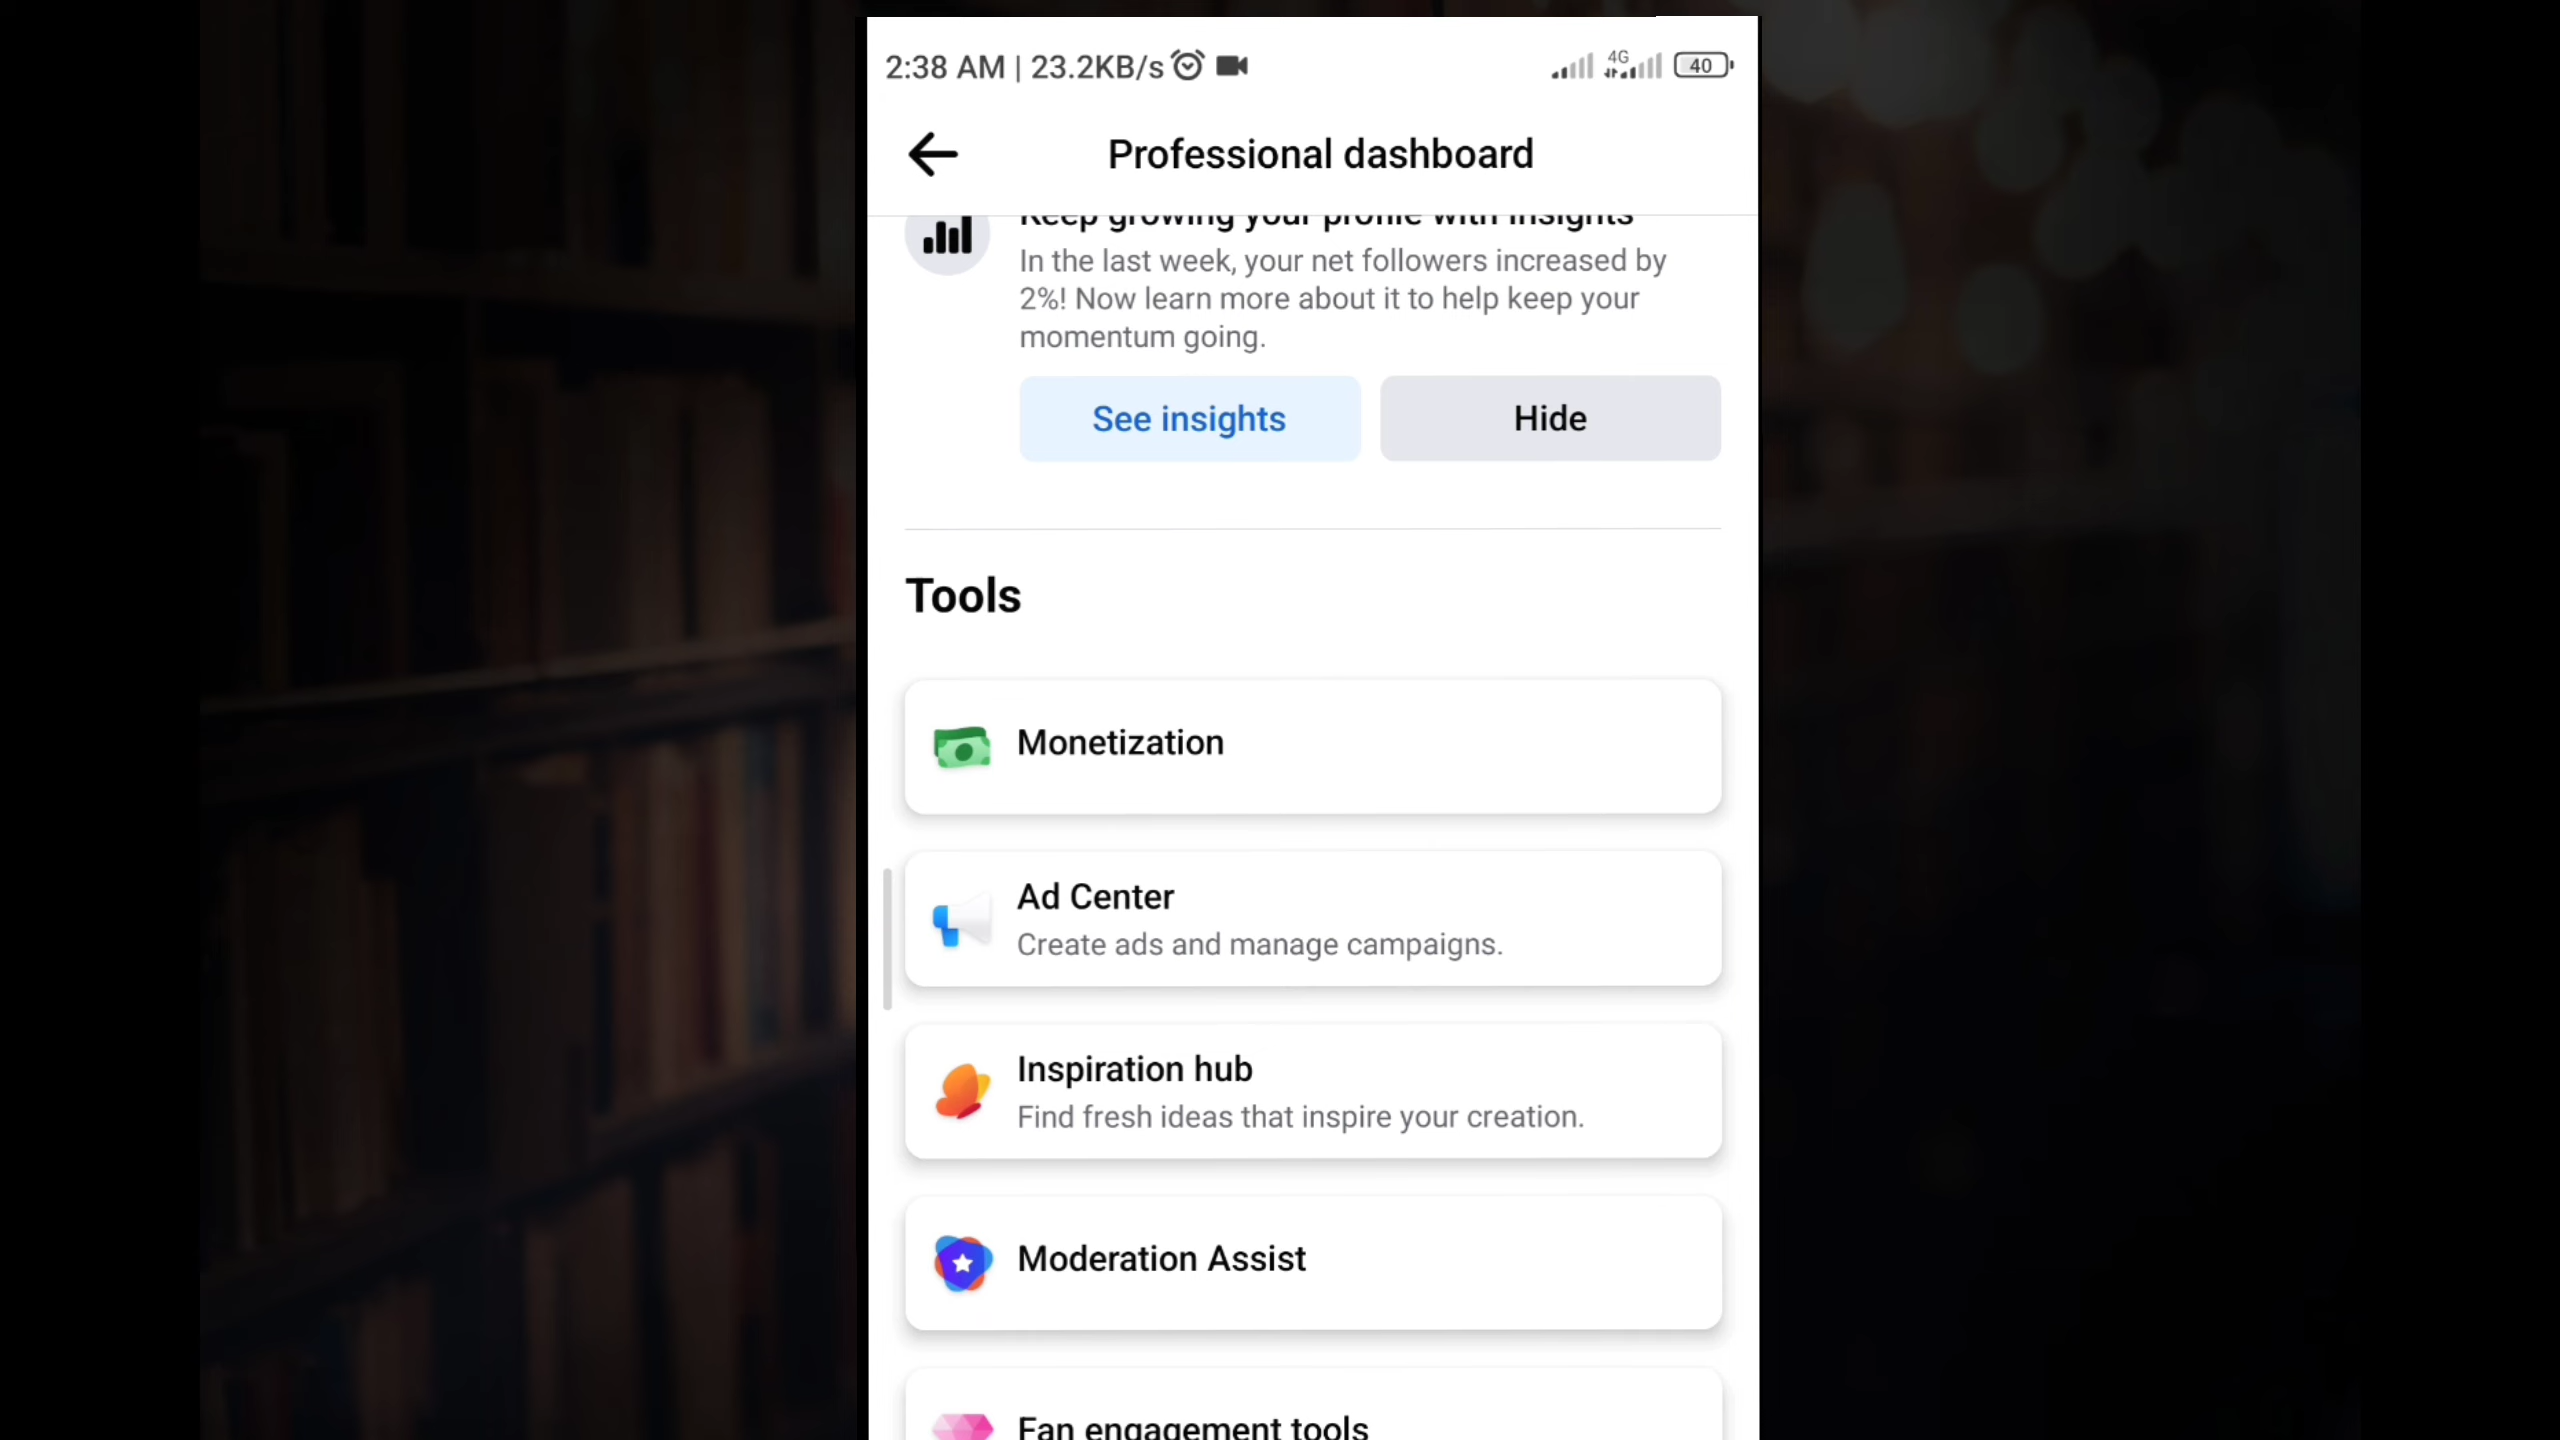 2:38 AM | 23.2KB/s
4G
40
Professional dashboard
Keep growing your profile with insights
In the last week, your net followers increased by
2%! Now learn more about it to help keep your
momentum going.
See insights
Hide
Tools
Monetization
Ad Center
Create ads and manage campaigns.
Inspiration hub
Find fresh ideas that inspire your creation.
Moderation Assist
Fan engagement tools